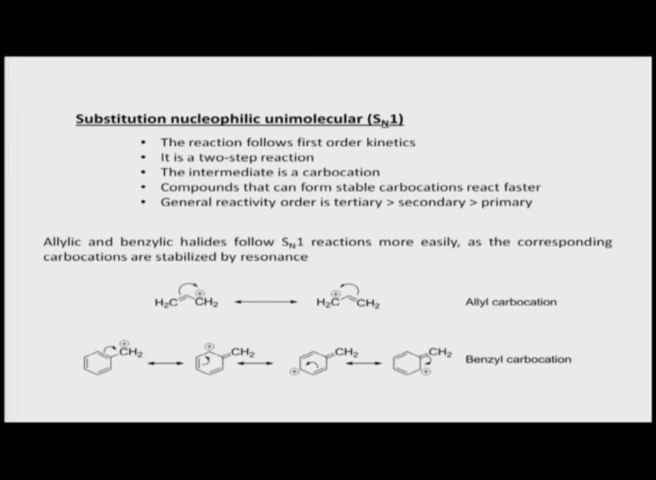 Substitution nucleophilic unimolecular (SN1)
• The reaction follows first order kinetics
• It is a two-step reaction
• The intermediate is a carbocation
• Compounds that can form stable carbocations react faster
• General reactivity order is tertiary > secondary > primary
Allylic and benzylic halides follow SN1 reactions more easily, as the corresponding
carbocations are stabilized by resonance
H2C CH2 H2C CH2 Allyl carbocation
CH2 CH2 CH2 CH2 Benzyl carbocation